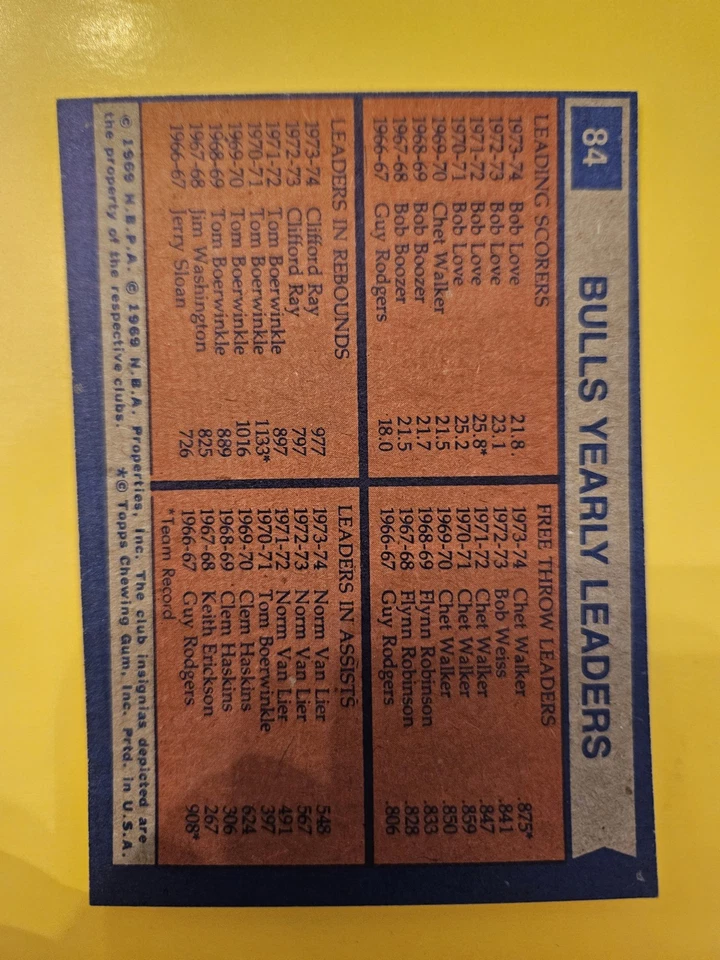 84 BULLS YEARLY LEADERS
LEADING SCORERS
1973-74 Bob Love 21.8.
1972-73 Bob Love 23.1
1971-72 Bob Love 25.8*
1970-71 Bob Love 25.2
1969-70 Chet Walker 21.5
1968-69 Bob Boozer 21.7
1967-68 Bob Boozer 21.5
1966-67 Guy Rodgers 18.0
FREE THROW LEADERS
1973-74 Chet Walker .875*
1972-73 Bob Weiss .841
1971-72 Chet Walker .847
1970-71 Chet Walker .859
1969-70 Chet Walker .850
1968-69 Flynn Robinson .833
1967-68 Flynn Robinson .828
1966-67 Guy Rodgers .806
LEADERS IN REBOUNDS
1973-74 Clifford Ray 977
1972-73 Clifford Ray 797
1971-72 Tom Boerwinkle 897
1970-71 Tom Boerwinkle 1133*
1969-70 Tom Boerwinkle 1016
1968-69 Tom Boerwinkle 889
1967-68 Jim Washington 825
1966-67 Jerry Sloan 726
LEADERS IN ASSISTS
1973-74 Norm Van Lier 548
1972-73 Norm Van Lier 567
1971-72 Norm Van Lier 491
1970-71 Tom Boerwinkle 397
1969-70 Clem Haskins 624
1968-69 Clem Haskins 306
1967-68 Keith Erickson 267
1966-67 Guy Rodgers 908*
*Team Record
© 1969 N.B.P.A. © 1969 N.B.A. Properties, Inc. The club insignias depicted are
the property of the respective clubs. *© Topps Chewing Gum, Inc. Prtd. in U.S.A.